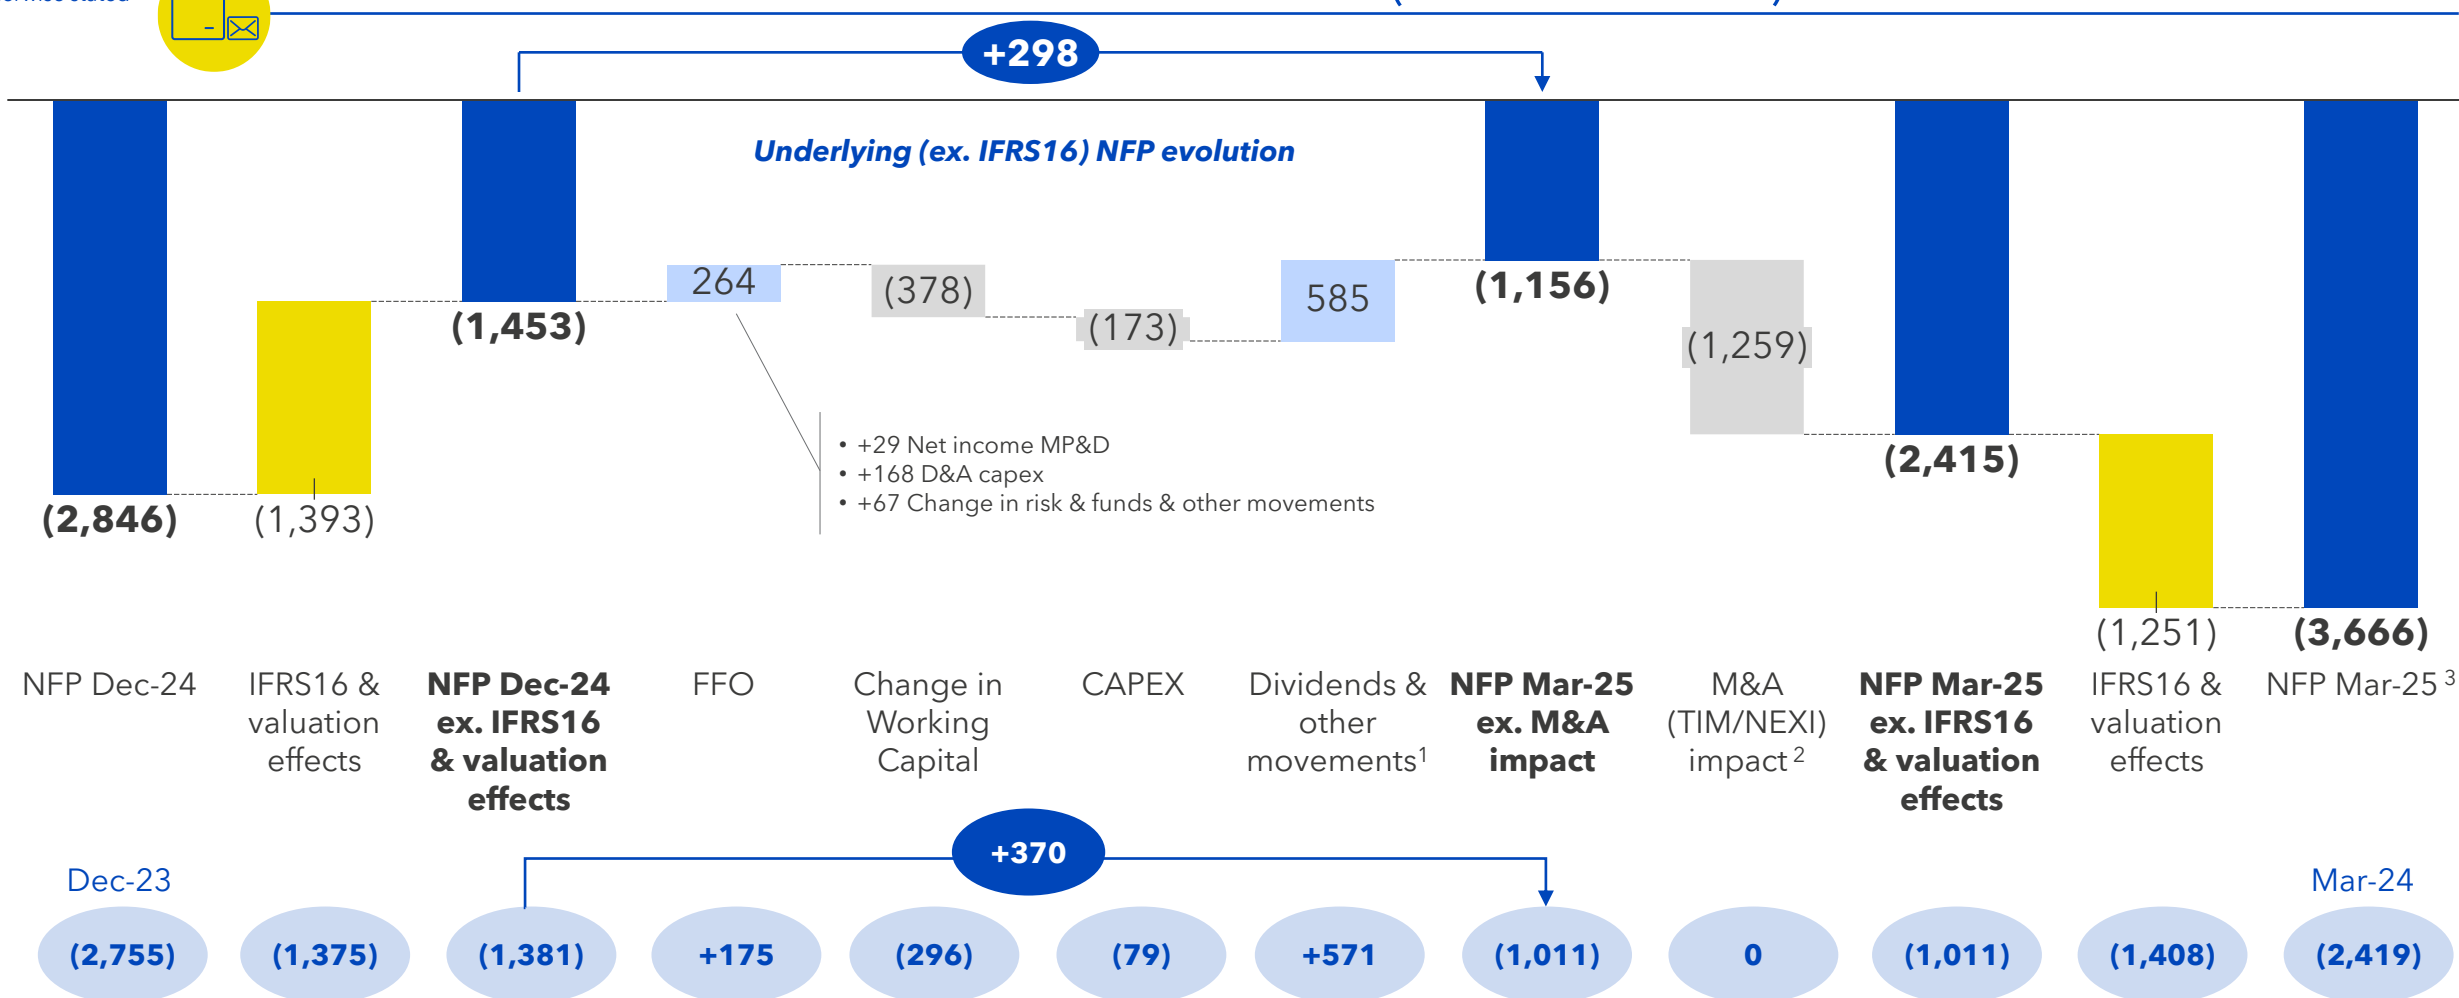 +298
Underlying (ex. IFRS16) NFP evolution
264
(378)
(173)
585
(1,156)
(1,453)
(1,259)
(2,415)
• +29 Net income MP&D
• +168 D&A capex
• +67 Change in risk & funds & other movements
(2,846)
(1,393)
(1,251)
(3,666)
NFP Dec-24
IFRS16 &
valuation
effects
NFP Dec-24
ex. IFRS16
& valuation
effects
FFO
Change in
Working
Capital
CAPEX
Dividends &
other
movements¹
NFP Mar-25
ex. M&A
impact
M&A
(TIM/NEXI)
impact ²
NFP Mar-25
ex. IFRS16
& valuation
effects
IFRS16 &
valuation
effects
NFP Mar-25 ³
+370
Dec-23
Mar-24
(2,755)
(1,375)
(1,381)
+175
(296)
(79)
+571
(1,011)
0
(1,011)
(1,408)
(2,419)